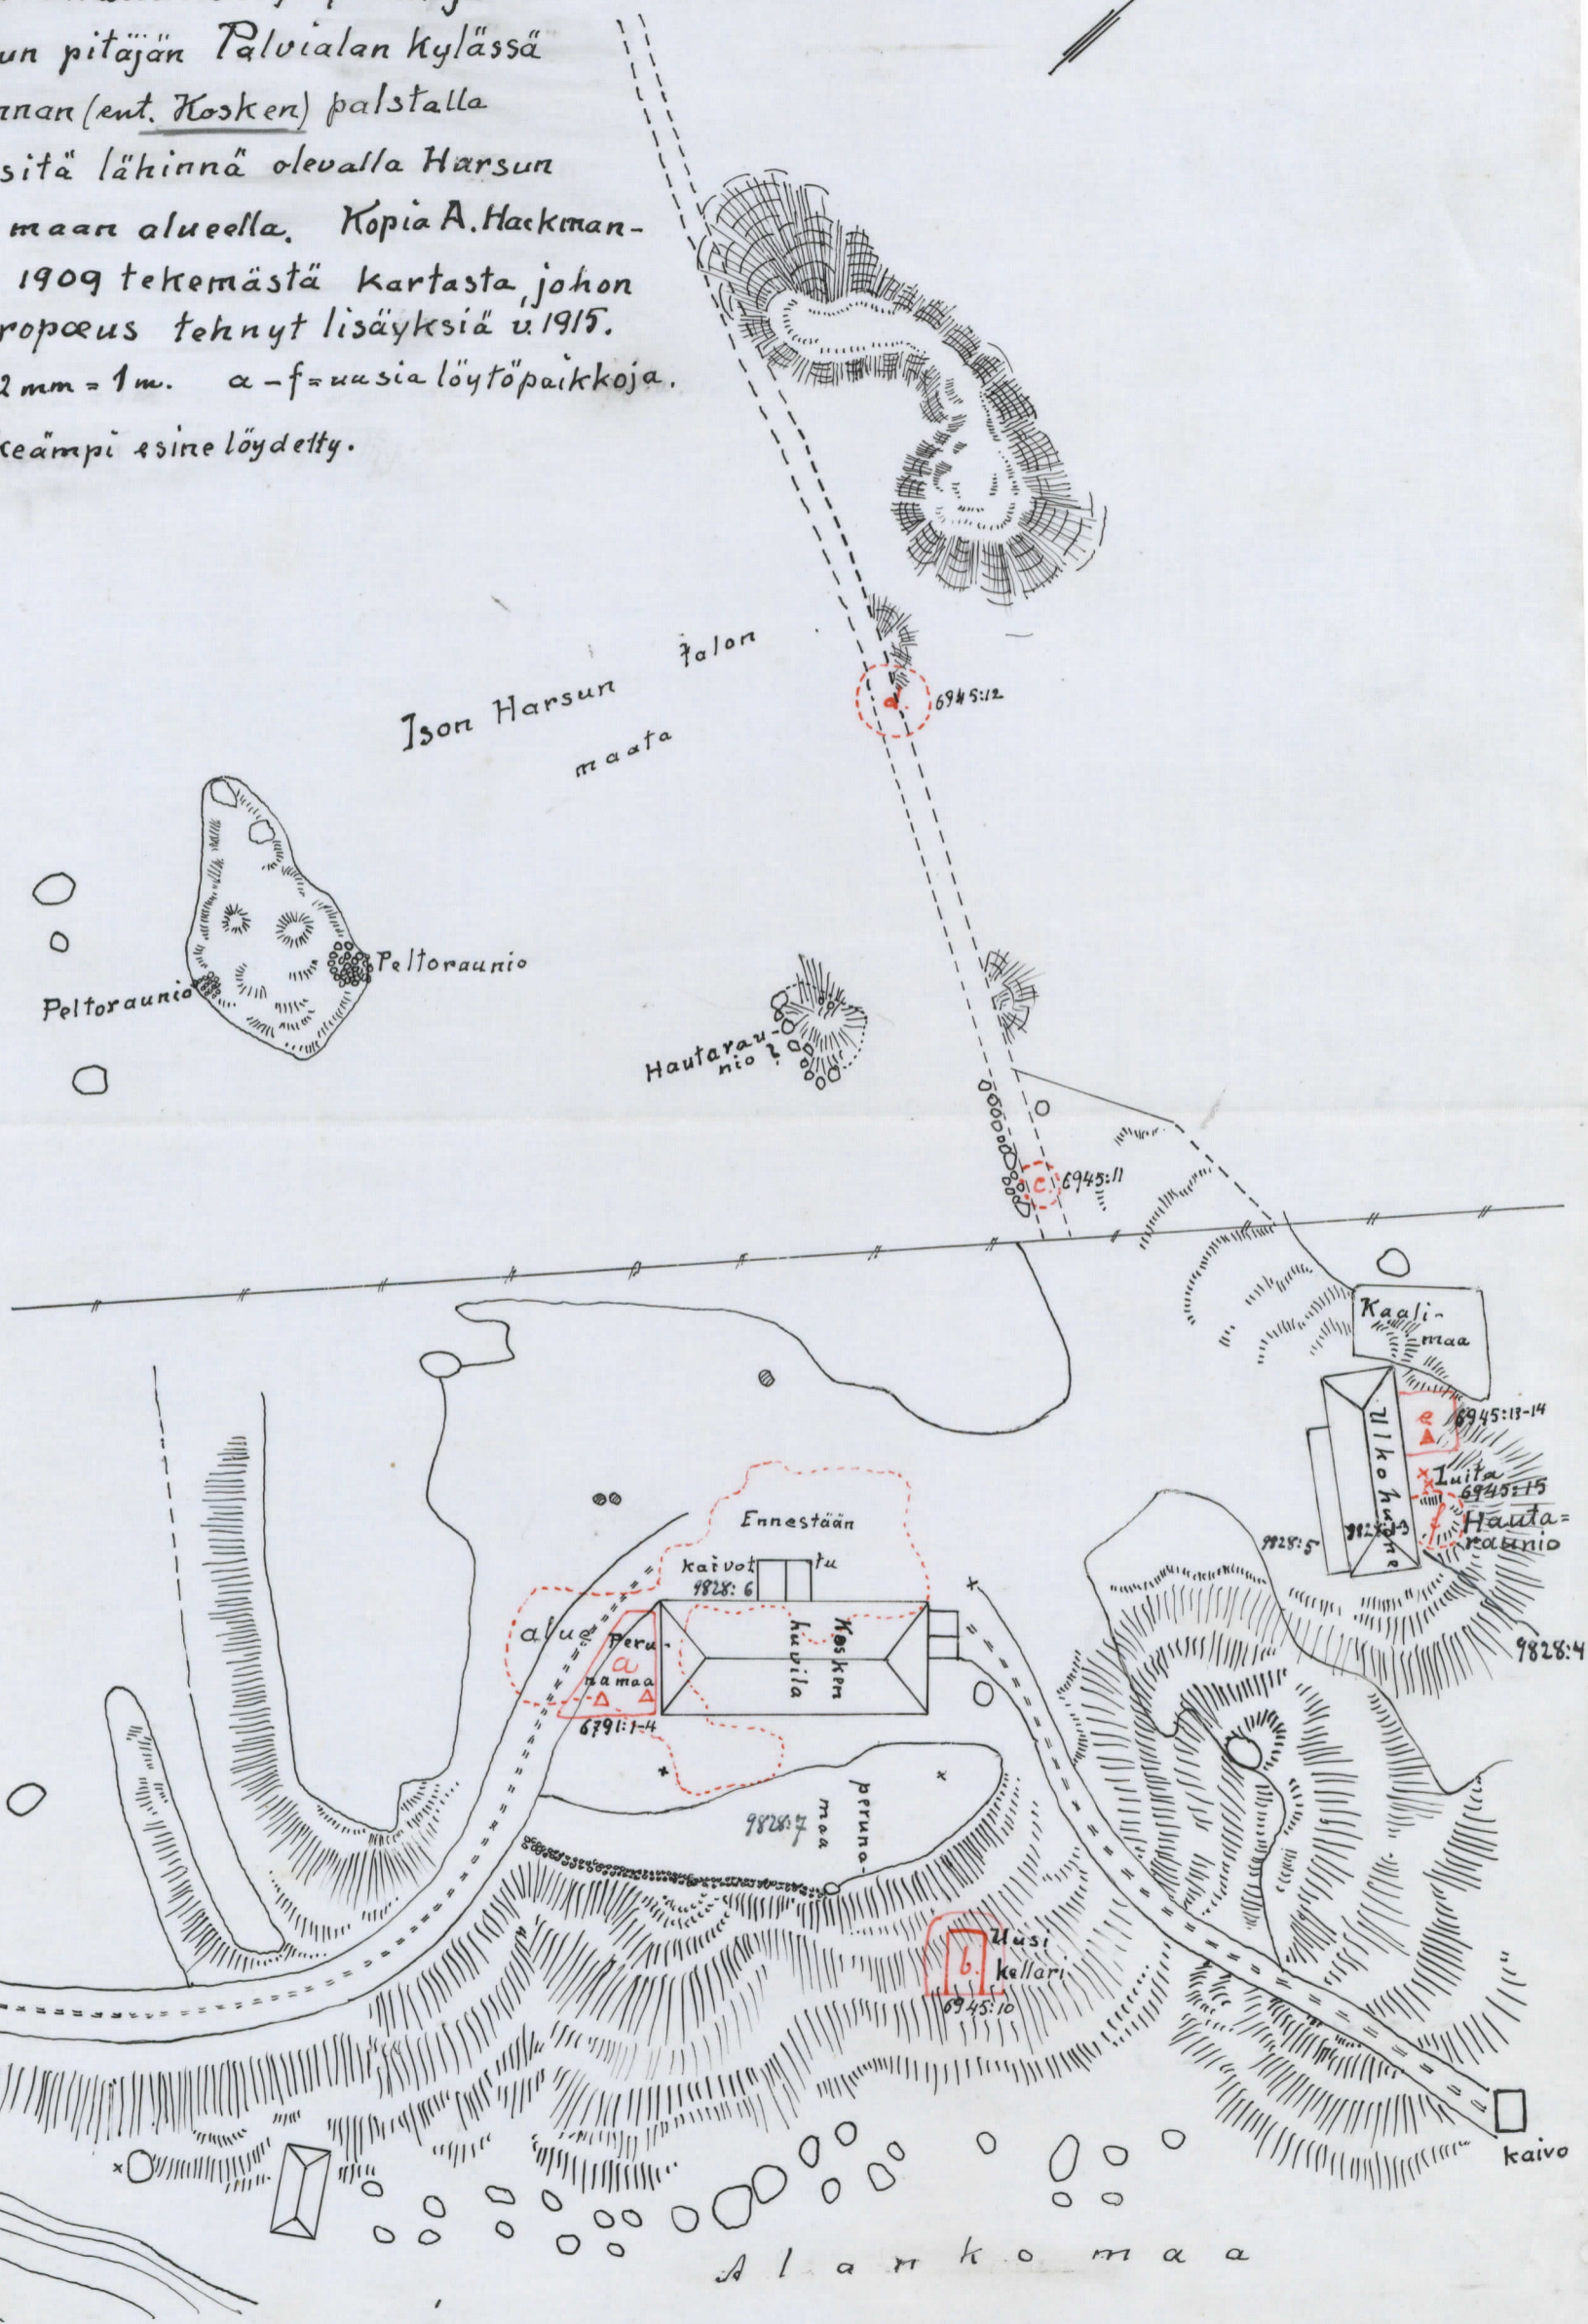 un pitäjän Palvialan kylässä
nnan (ent. Kosken) palstalla
sitä lähinnä olevalla Harsun
maan alueella. Kopia A. Hackman-
1909 tekemästä kartasta, johon
ropæus tehnyt lisäyksiä v. 1915.
2 mm = 1 m. a-f = uusia löytöpaikkoja.
keämpi esine löydetty.
Ison Harsun talon
maata
6945:12
Peltoraunio
Peltoraunio
Hautarau-
nio?
c.
6945:11
Kaali-
maa
Ulkohuone
e
6945:13-14
Luita
6945:15
Hauta=
raunio
f
9828:5
9828:4
Ennestään
kaivot
tu
9828:6
alue
Peru-
a
namaa
6791:1-4
Kosken
huvila
peruna-
maa
9828:7
b.
Uusi
kellari
6945:10
kaivo
Alankomaa